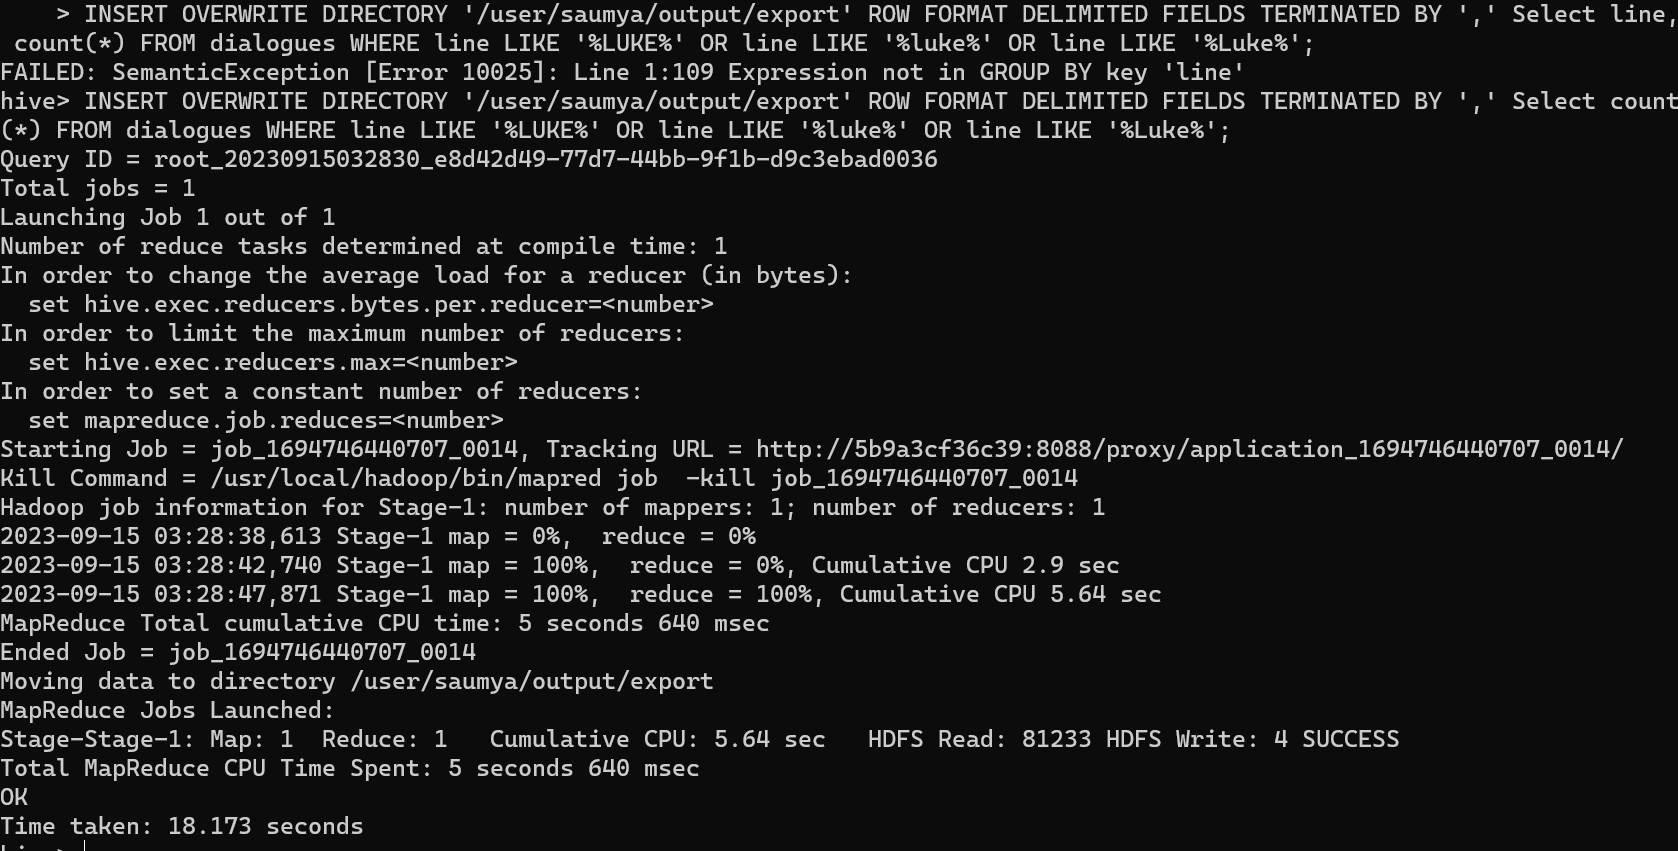 > INSERT OVERWRITE DIRECTORY '/user/saumya/output/export' ROW FORMAT DELIMITED FIELDS TERMINATED BY ',' Select line,
 count(*) FROM dialogues WHERE line LIKE '%LUKE%' OR line LIKE '%luke%' OR line LIKE '%Luke%';
FAILED: SemanticException [Error 10025]: Line 1:109 Expression not in GROUP BY key 'line'
hive> INSERT OVERWRITE DIRECTORY '/user/saumya/output/export' ROW FORMAT DELIMITED FIELDS TERMINATED BY ',' Select count
(*) FROM dialogues WHERE line LIKE '%LUKE%' OR line LIKE '%luke%' OR line LIKE '%Luke%';
Query ID = root_20230915032830_e8d42d49-77d7-44bb-9f1b-d9c3ebad0036
Total jobs = 1
Launching Job 1 out of 1
Number of reduce tasks determined at compile time: 1
In order to change the average load for a reducer (in bytes):
  set hive.exec.reducers.bytes.per.reducer=<number>
In order to limit the maximum number of reducers:
  set hive.exec.reducers.max=<number>
In order to set a constant number of reducers:
  set mapreduce.job.reduces=<number>
Starting Job = job_1694746440707_0014, Tracking URL = http://5b9a3cf36c39:8088/proxy/application_1694746440707_0014/
Kill Command = /usr/local/hadoop/bin/mapred job  -kill job_1694746440707_0014
Hadoop job information for Stage-1: number of mappers: 1; number of reducers: 1
2023-09-15 03:28:38,613 Stage-1 map = 0%,  reduce = 0%
2023-09-15 03:28:42,740 Stage-1 map = 100%,  reduce = 0%, Cumulative CPU 2.9 sec
2023-09-15 03:28:47,871 Stage-1 map = 100%,  reduce = 100%, Cumulative CPU 5.64 sec
MapReduce Total cumulative CPU time: 5 seconds 640 msec
Ended Job = job_1694746440707_0014
Moving data to directory /user/saumya/output/export
MapReduce Jobs Launched:
Stage-Stage-1: Map: 1  Reduce: 1   Cumulative CPU: 5.64 sec   HDFS Read: 81233 HDFS Write: 4 SUCCESS
Total MapReduce CPU Time Spent: 5 seconds 640 msec
OK
Time taken: 18.173 seconds